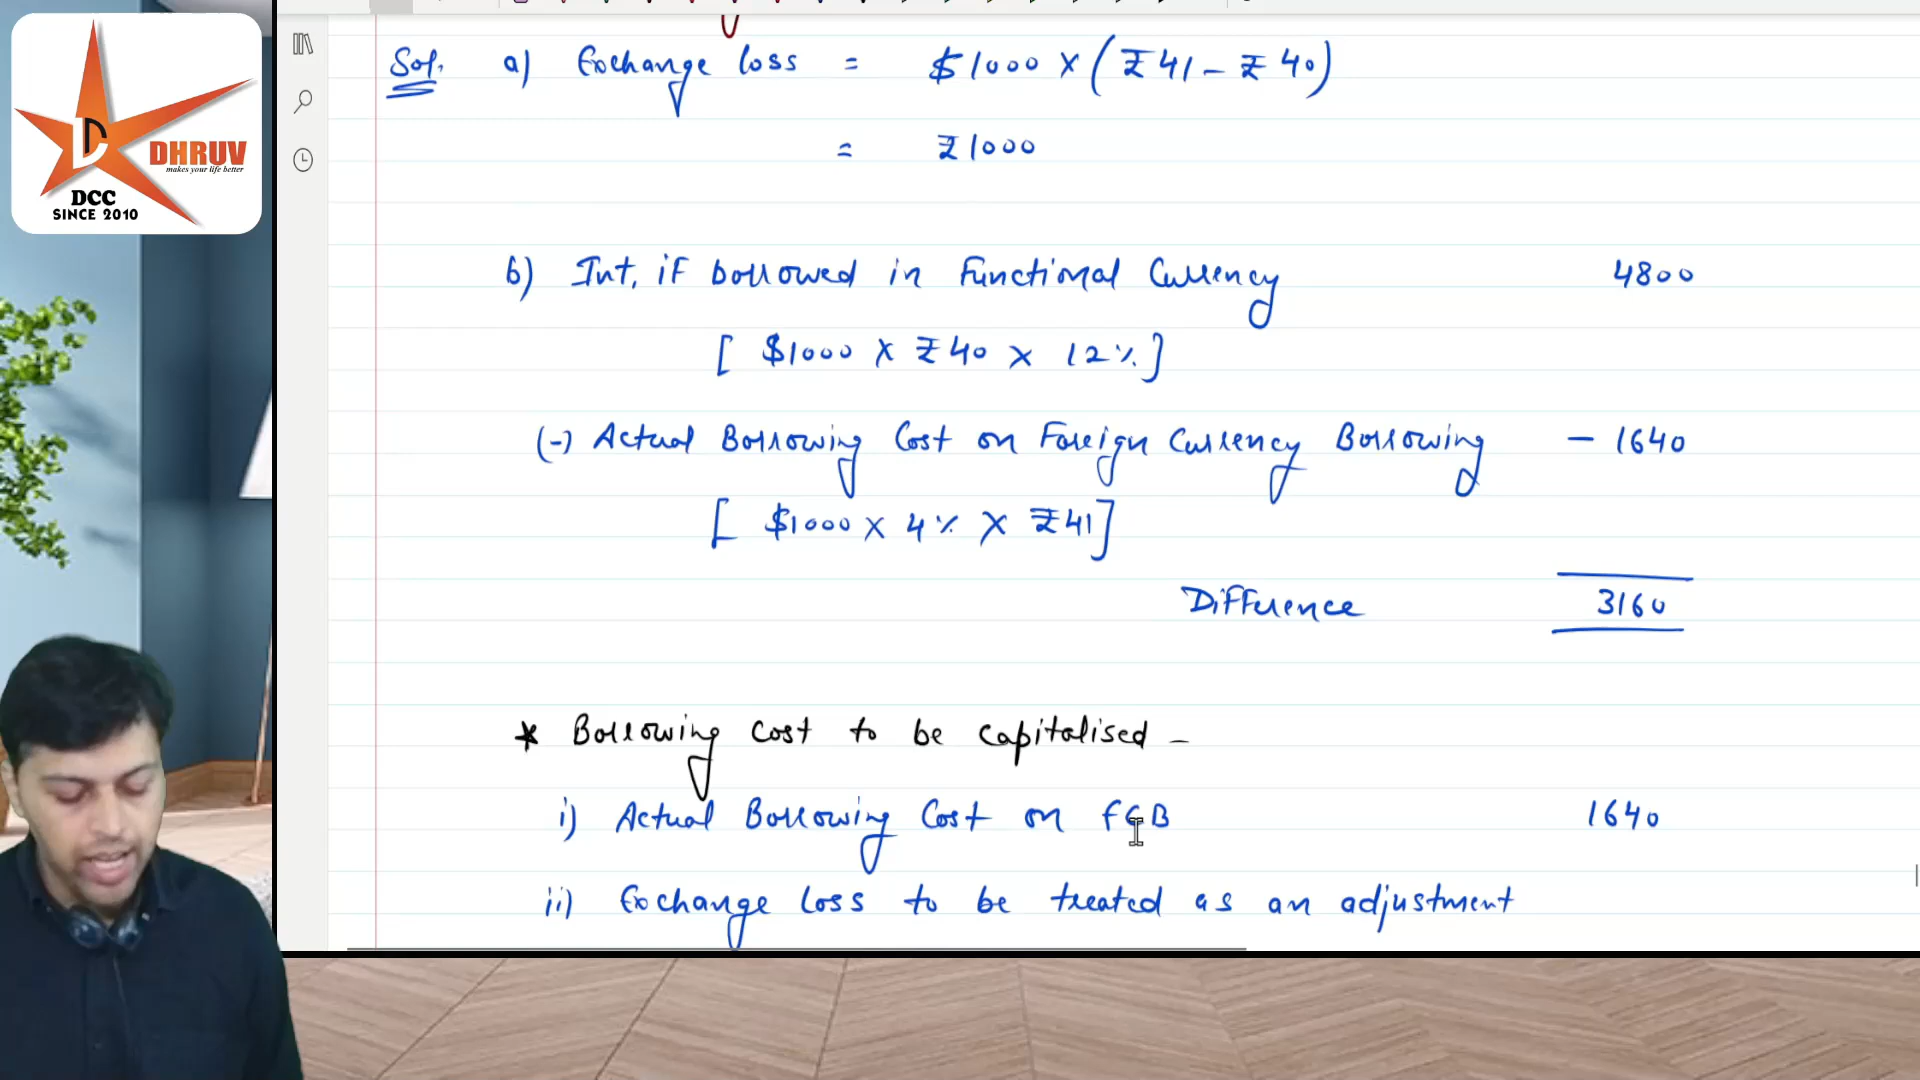 DC
DHRUV
makes your life better
DCC
SINCE 2010
Sol. a) Exchange loss = $1000 x (₹41 - ₹40)
= ₹1000
b) Int. if borrowed in Functional Currency 4800
[ $1000 x ₹40 x 12% ]
(-) Actual Borrowing Cost on Foreign Currency Borrowing - 1640
[ $1000 x 4% x ₹41 ]
Difference 3160
* Borrowing Cost to be capitalised -
i) Actual Borrowing Cost on FCB 1640
ii) Exchange Loss to be treated as an adjustment